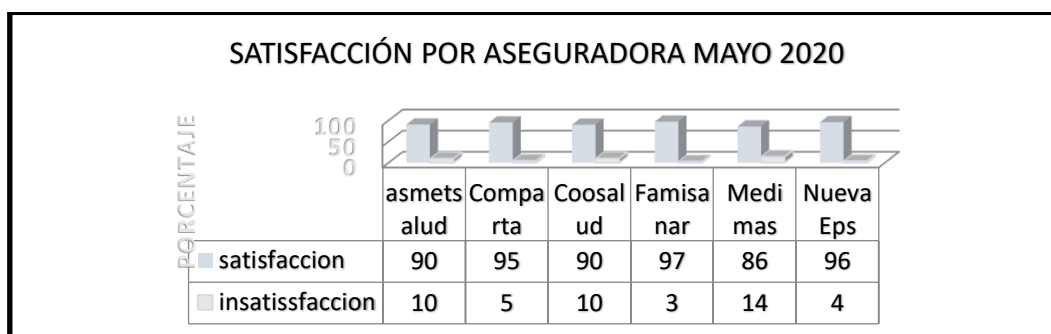 SATISFACCIÓN POR ASEGURADORA MAYO 2020
PORCENTAJE
100
50
0
asmets Compa Coosal Famisa Medi Nueva
alud rta ud nar mas Eps
satisfaccion 90 95 90 97 86 96
insatissfaccion 10 5 10 3 14 4